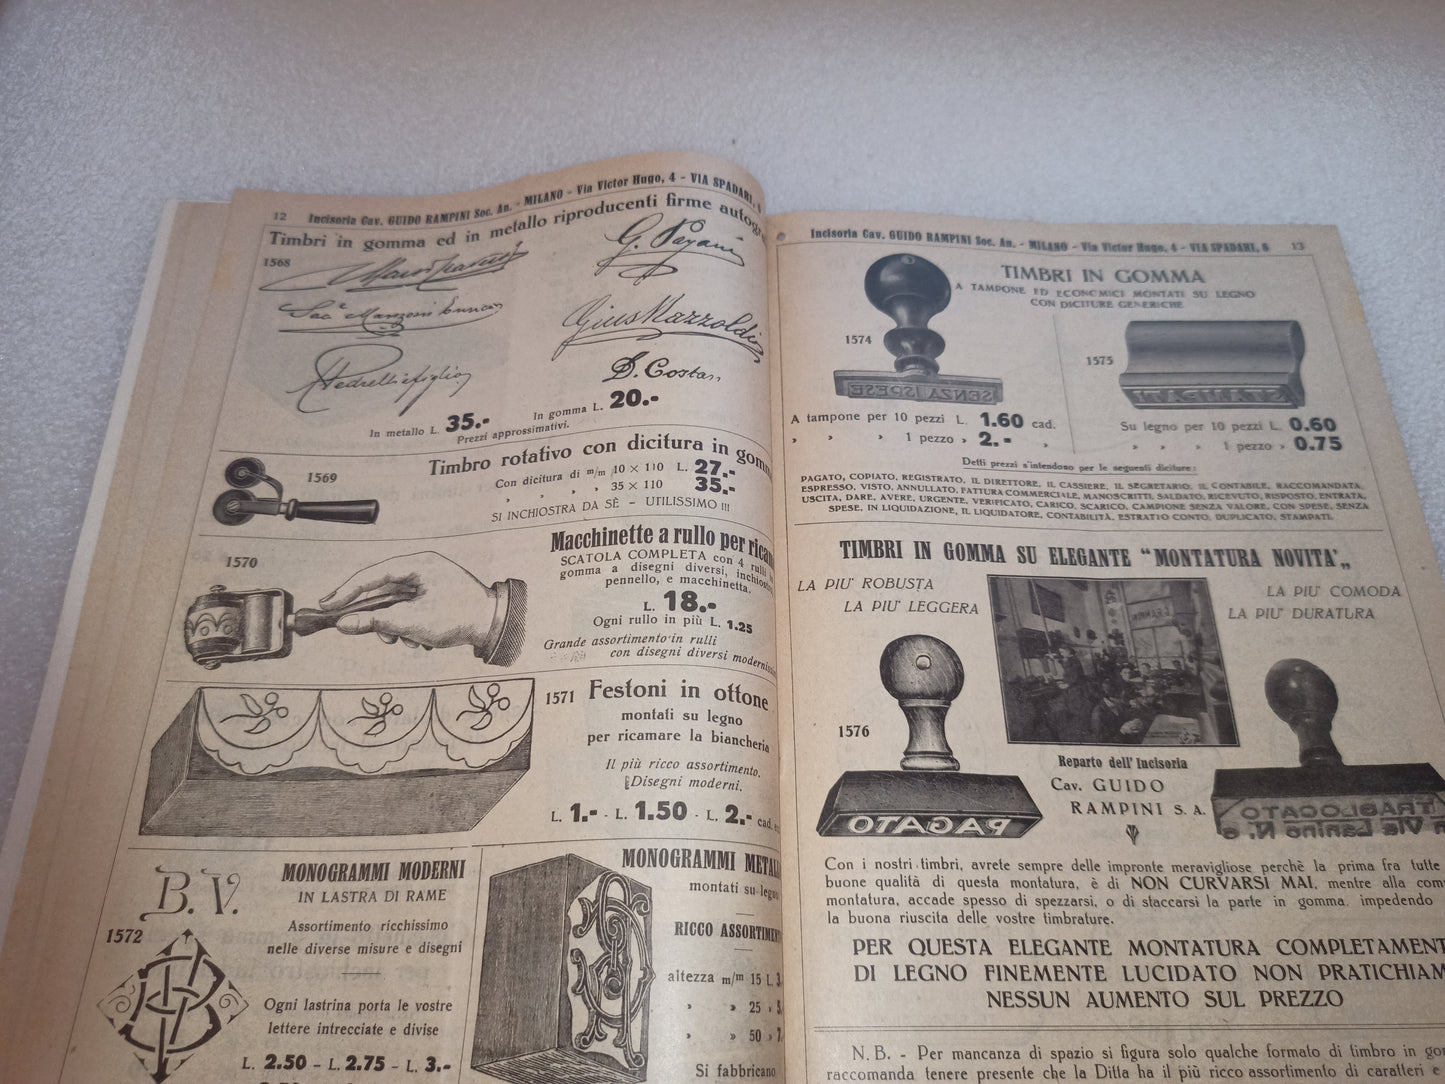 12 Incisoria Cav. GUIDO RAMPINI Soc. An. - MILANO - Via Victor Hugo, 4 - VIA SPADARI,
Timbri in gomma ed in metallo riproducenti firme
1568
G. Pagani
Sac. Manzoni Enrico
Gius Mazzoldi
Pedrelli e figlio
D. Costa
In metallo L. 35.-
In gomma L. 20.-
Prezzi approssimativi.
1569
Timbro rotativo con dicitura in
Con dicitura di m/m 10 × 110 L. 27.-
» » » 35 × 110 35.-
SI INCHIOSTRA DA SÈ - UTILISSIMO !!!
1570
Macchinette a rullo per
SCATOLA COMPLETA con 4 rulli
gomma a disegni diversi,
pennello, e macchinetta.
L. 18.-
Ogni rullo in più L. 1.25
Grande assortimento in rulli
con disegni diversi
1571 Festoni in ottone
montati su legno
per ricamare la biancheria
Il più ricco assortimento.
Disegni moderni.
L. 1.- - L. 1.50 - L. 2.- cad.
B. V.
1572
MONOGRAMMI MODERNI
IN LASTRA DI RAME
Assortimento ricchissimo
nelle diverse misure e disegni
Ogni lastrina porta le vostre
lettere intrecciate e divise
L. 2.50 - L. 2.75 - L. 3.-
MONOGRAMMI
montati su legno
RICCO
altezza m/m 15 L.
» » 25 »
» » 50 »
Si fabbricano
Incisoria Cav. GUIDO RAMPINI Soc. An. - MILANO - Via Victor Hugo, 4 - VIA SPADARI, 13
TIMBRI IN GOMMA
A TAMPONE ED ECONOMICI MONTATI SU LEGNO
CON DICITURE GENERICHE
1574
SENZA SPESE
1575
STAMPATI
A tampone per 10 pezzi L. 1.60 cad.
» » » 1 pezzo » 2.- »
Su legno per 10 pezzi L. 0.60
» » » 1 pezzo » 0.75
Detti prezzi s'intendono per le seguenti diciture:
PAGATO, COPIATO, REGISTRATO, IL DIRETTORE, IL CASSIERE, IL SEGRETARIO, IL CONTABILE, RACCOMANDATA,
ESPRESSO, VISTO, ANNULLATO, FATTURA COMMERCIALE, MANOSCRITTI, SALDATO, RICEVUTO, RISPOSTO, ENTRATA,
USCITA, DARE, AVERE, URGENTE, VERIFICATO, CARICO, SCARICO, CAMPIONE SENZA VALORE, CON SPESE, SENZA
SPESE, IN LIQUIDAZIONE, IL LIQUIDATORE, CONTABILITÀ, ESTRATTO CONTO, DUPLICATO, STAMPATI.
TIMBRI IN GOMMA SU ELEGANTE “MONTATURA NOVITA'„
LA PIU' ROBUSTA
LA PIU' LEGGERA
LA PIU' COMODA
LA PIU' DURATURA
1576
PAGATO
Reparto dell'Incisoria
Cav. GUIDO
RAMPINI S. A.
TRASLOCATO
Via Lanino N. 6
Con i nostri timbri, avrete sempre delle impronte meravigliose perchè la prima fra tutte
buone qualità di questa montatura, è di NON CURVARSI MAI, mentre alla
montatura, accade spesso di spezzarsi, o di staccarsi la parte in gomma impedendo
la buona riuscita delle vostre timbrature.
PER QUESTA ELEGANTE MONTATURA
DI LEGNO FINEMENTE LUCIDATO NON PRATICHIAM
NESSUN AUMENTO SUL PREZZO
N. B. - Per mancanza di spazio si figura solo qualche formato di timbro in
raccomanda tenere presente che la Ditta ha il più ricco assortimento di caratteri e